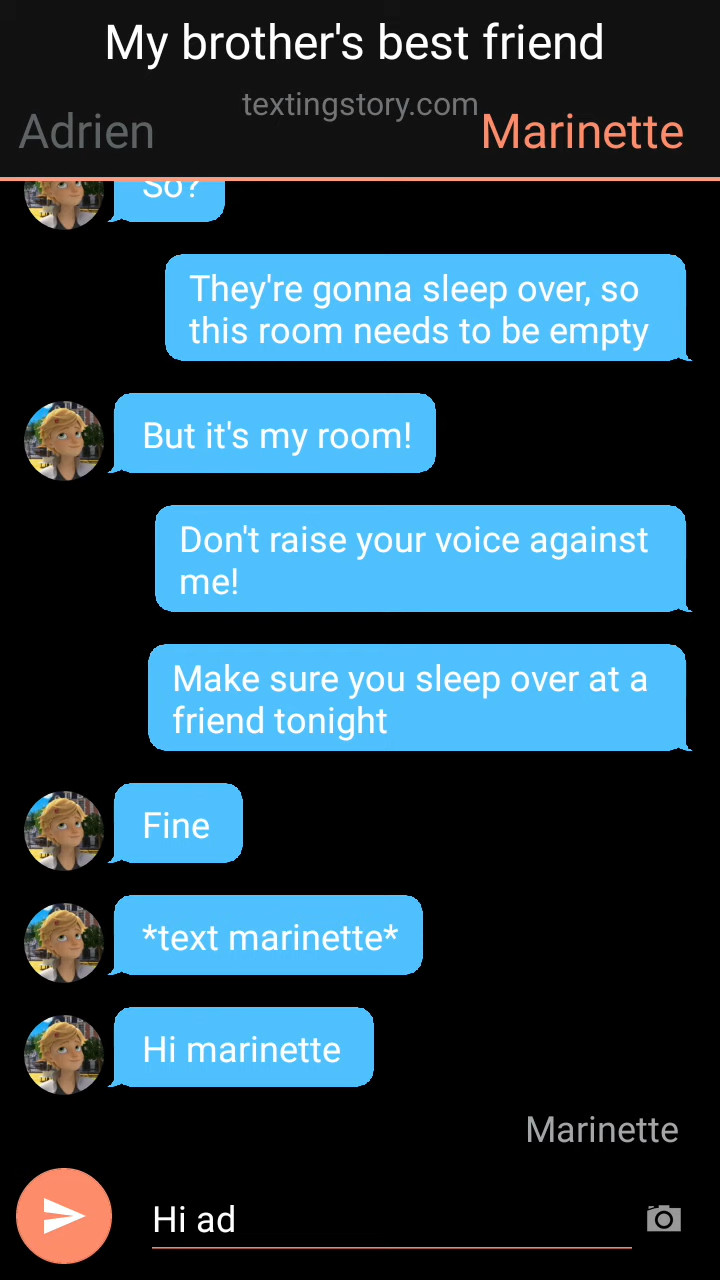 My brother's best friend
textingstory.com
Adrien
Marinette
So?
They're gonna sleep over, so
this room needs to be empty
But it's my room!
Don't raise your voice against
me!
Make sure you sleep over at a
friend tonight
Fine
*text marinette*
Hi marinette
Marinette
Hi ad